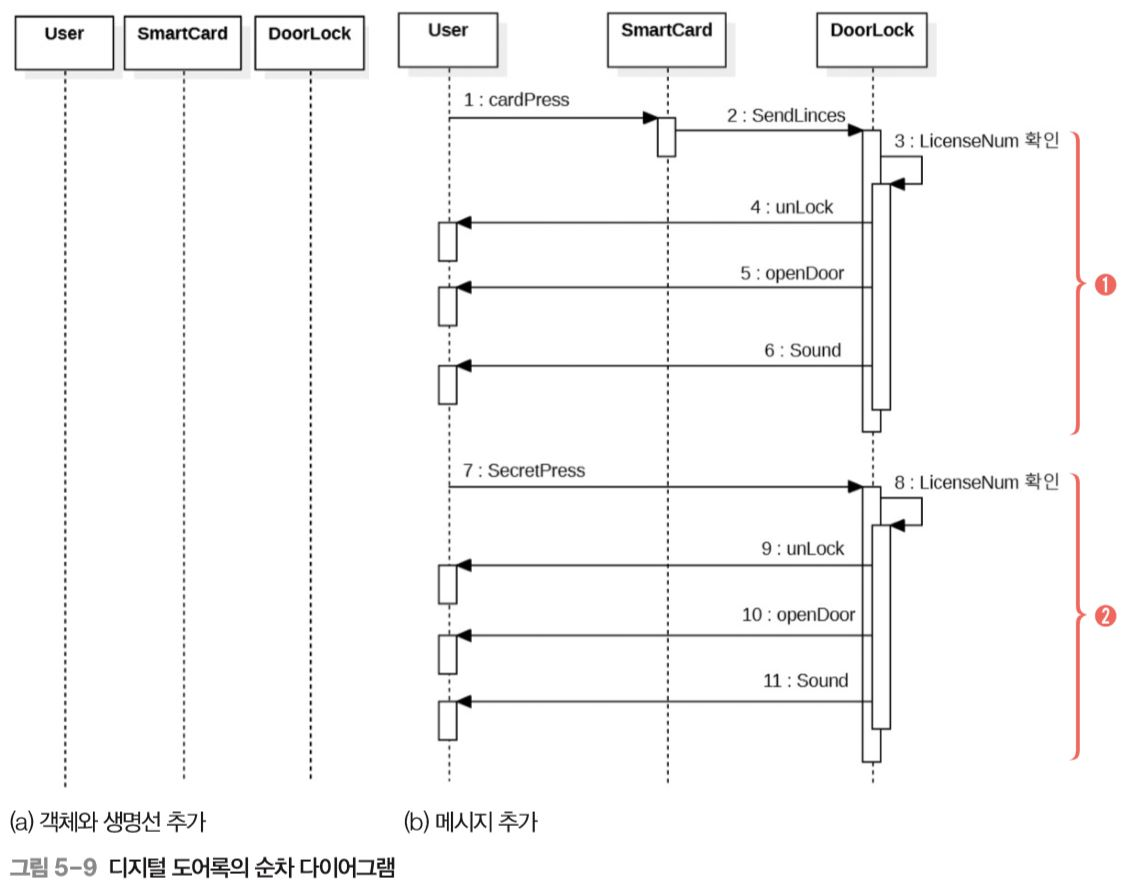 User
SmartCard
DoorLock
User
SmartCard
DoorLock
1 : cardPress
2 : SendLinces
3 : LicenseNum 확인
4 : unLock
5 : openDoor
❶
6 : Sound
7 : SecretPress
8 : LicenseNum 확인
9 : unLock
10 : openDoor
❷
11 : Sound
(a) 객체와 생명선 추가
(b) 메시지 추가
그림 5-9 디지털 도어록의 순차 다이어그램